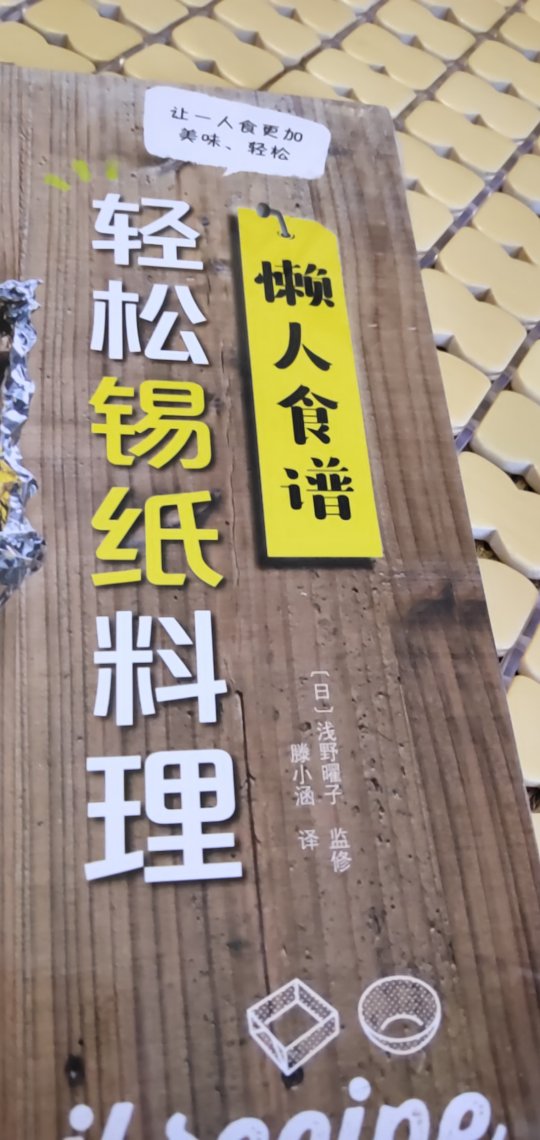 让一人食更加
美味、轻松
懒人食谱
轻松锡纸料理
［日］浅野曜子 监修
滕小涵 译
recipe